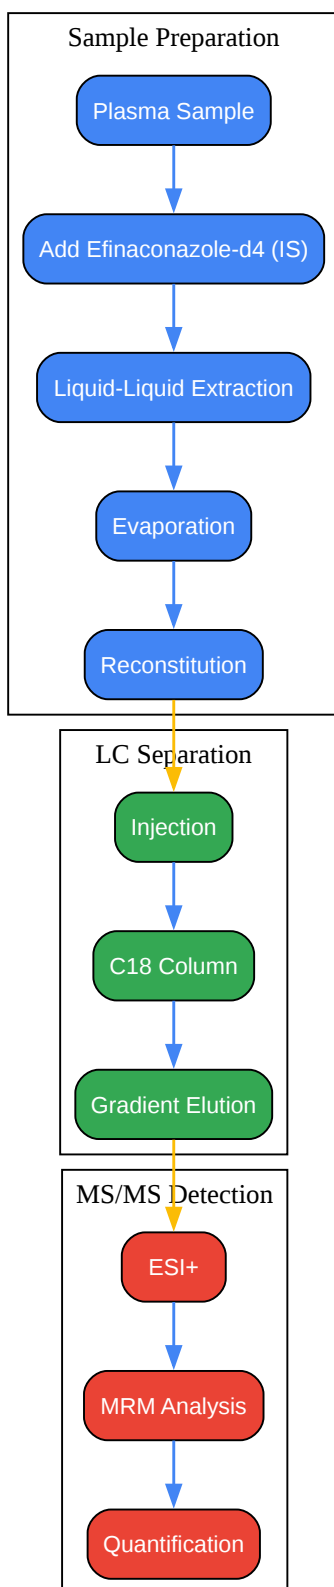 Sample Preparation
Plasma Sample
Add Efinaconazole-d4 (IS)
Liquid-Liquid Extraction
Evaporation
Reconstitution
LC Separation
Injection
C18 Column
Gradient Elution
MS/MS Detection
ESI+
MRM Analysis
Quantification